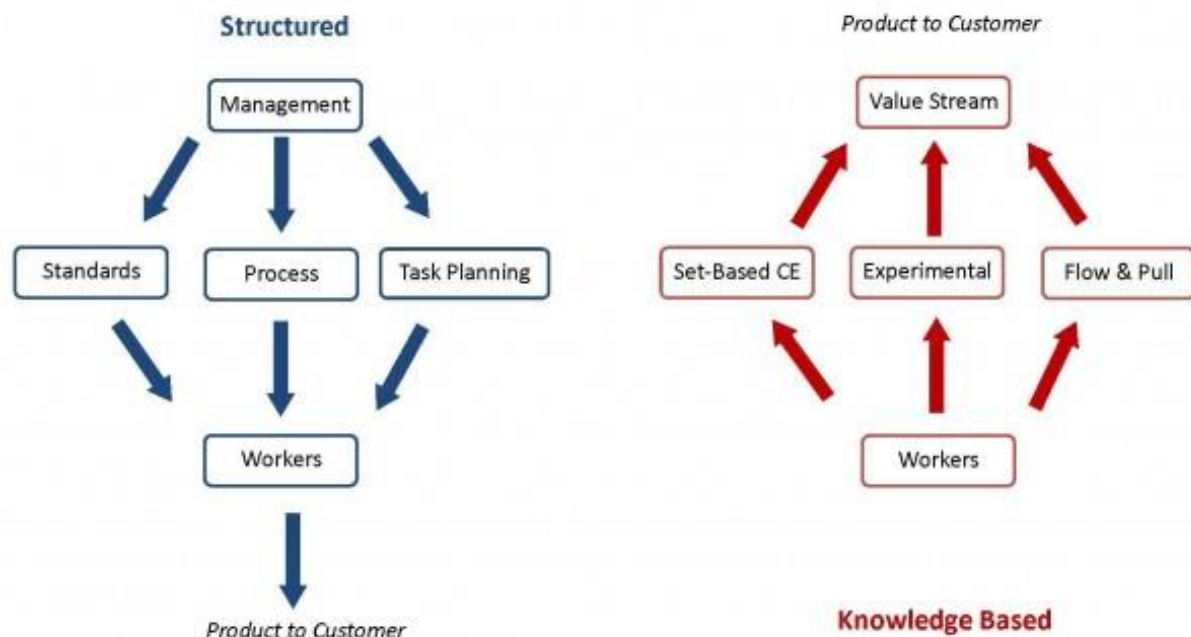 Structured
Management
Standards
Process
Task Planning
Workers
Product to Customer
Product to Customer
Value Stream
Set-Based CE
Experimental
Flow & Pull
Workers
Knowledge Based